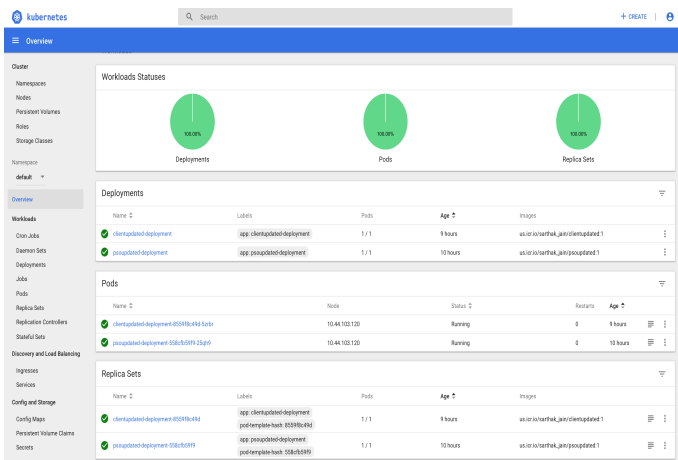 kubernetes
Search
+ CREATE
Overview
Cluster
Namespaces
Nodes
Persistent Volumes
Roles
Storage Classes
Namespace
default
Overview
Workloads
Cron Jobs
Daemon Sets
Deployments
Jobs
Pods
Replica Sets
Replication Controllers
Stateful Sets
Discovery and Load Balancing
Ingresses
Services
Config and Storage
Config Maps
Persistent Volume Claims
Secrets
Workloads Statuses
100.00% 100.00% 100.00%
Deployments Pods Replica Sets
Deployments
Name Labels Pods Age Images
clientupdated-deployment app: clientupdated-deployment 1 / 1 9 hours us.icr.io/sarthak_jain/clientupdated:1
psoupdated-deployment app: psoupdated-deployment 1 / 1 10 hours us.icr.io/sarthak_jain/psoupdated:1
Pods
Name Node Status Restarts Age
clientupdated-deployment-8559f8c49d-5zrbr 10.44.103.120 Running 0 9 hours
psoupdated-deployment-558cfb59f9-25qh9 10.44.103.120 Running 0 10 hours
Replica Sets
Name Labels Pods Age Images
clientupdated-deployment-8559f8c49d app: clientupdated-deployment 1 / 1 9 hours us.icr.io/sarthak_jain/clientupdated:1
pod-template-hash: 8559f8c49d
psoupdated-deployment-558cfb59f9 app: psoupdated-deployment 1 / 1 10 hours us.icr.io/sarthak_jain/psoupdated:1
pod-template-hash: 558cfb59f9